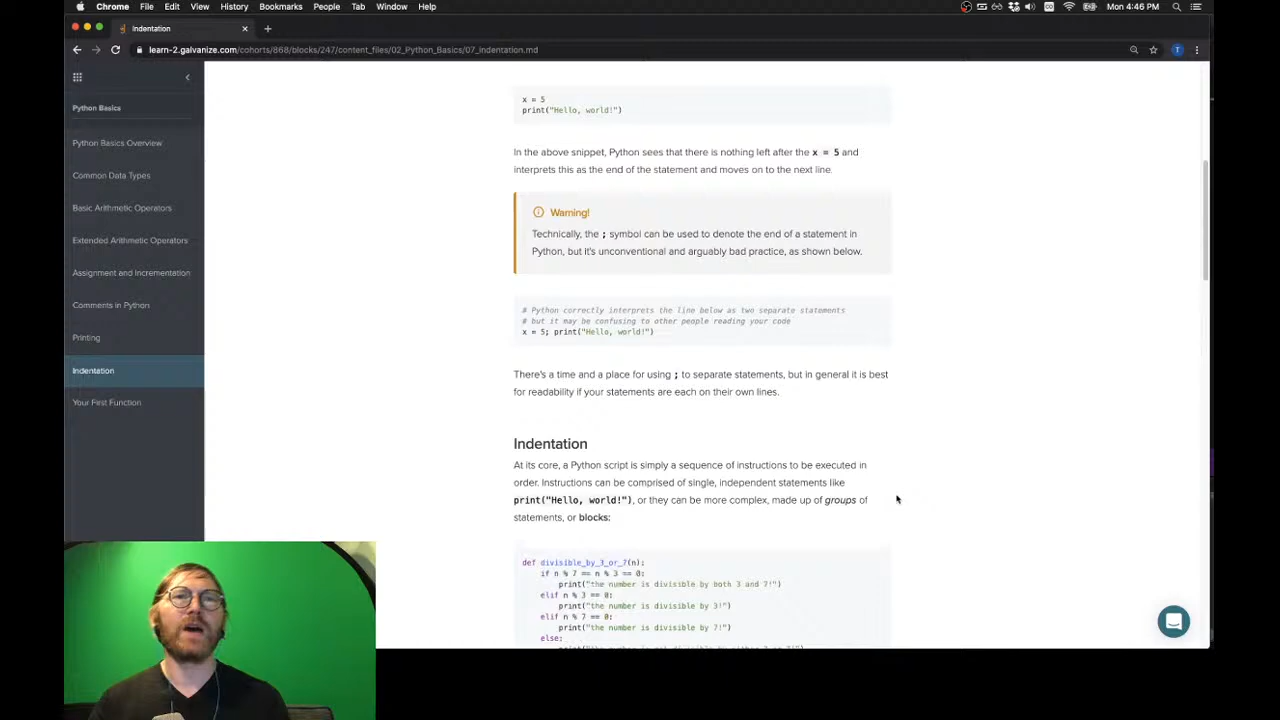 Chrome File Edit View History Bookmarks People Tab Window Help
Mon 4:46 PM
Indentation
learn-2.galvanize.com/cohorts/868/blocks/247/content_files/02_Python_Basics/07_Indentation.md
T
Python Basics
Python Basics Overview
Common Data Types
Basic Arithmetic Operators
Extended Arithmetic Operators
Assignment and Incrementation
Comments in Python
Printing
Indentation
Your First Function
x = 5
print("Hello, world!")
In the above snippet, Python sees that there is nothing left after the x = 5 and
interprets this as the end of the statement and moves on to the next line.
Warning!
Technically, the ; symbol can be used to denote the end of a statement in
Python, but it's unconventional and arguably bad practice, as shown below.
# Python correctly interprets the line below as two separate statements
# but it may be confusing to other people reading your code
x = 5; print("Hello, world!")
There's a time and a place for using ; to separate statements, but in general it is best
for readability if your statements are each on their own lines.
Indentation
At its core, a Python script is simply a sequence of instructions to be executed in
order. Instructions can be comprised of single, independent statements like
print("Hello, world!"), or they can be more complex, made up of groups of
statements, or blocks:
def divisible_by_3_or_7(n):
if n % 7 == n % 3 == 0:
print("the number is divisible by both 3 and 7!")
elif n % 3 == 0:
print("the number is divisible by 3!")
elif n % 7 == 0:
print("the number is divisible by 7!")
else: